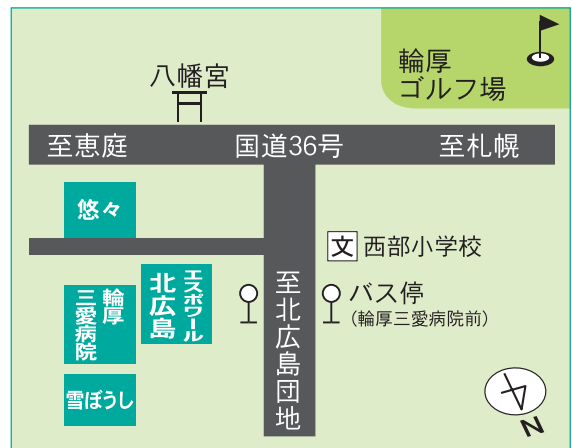 輪厚
ゴルフ場
八幡宮
至恵庭
国道36号
至札幌
悠々
文
西部小学校
エスポワール
北広島
至北広島団地
バス停
(輪厚三愛病院前)
輪厚
三愛病院
雪ぼうし
N